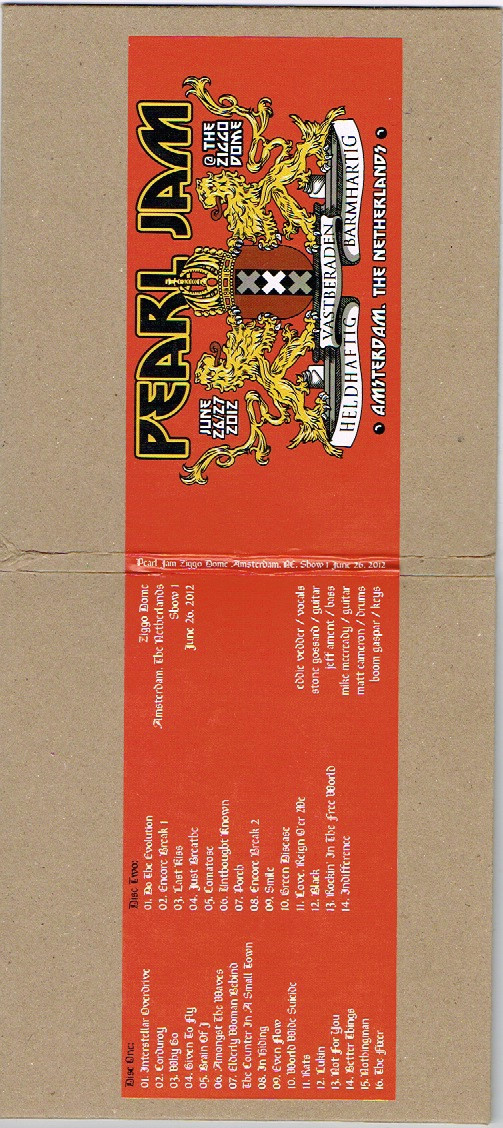 PEARL JAM
JUNE
26/27
2012
@ THE
ZIGGO
DOME
HELDHAFTIG
VASTBERADEN
BARMHARTIG
• AMSTERDAM. THE NETHERLANDS •
Pearl Jam Ziggo Dome Amsterdam, NE, Show 1 June 26, 2012
Disc One:
01. Interstellar Overdrive
02. Corduroy
03. Why Go
04. Given To Fly
05. Brain Of J
06. Amongst The Waves
07. Elderly Woman Behind
The Counter In A Small Town
08. In Hiding
09. Even Flow
10. World Wide Suicide
11. Rats
12. Lukin
13. Not For You
14. Better Things
15. Nothingman
16. The Fixer
Disc Two:
01. Do The Evolution
02. Encore Break 1
03. Last Kiss
04. Just Breathe
05. Comatose
06. Unthought Known
07. Porch
08. Encore Break 2
09. Smile
10. Green Disease
11. Love, Reign O'er Me
12. Black
13. Rockin' In The Free World
14. Indifference
Ziggo Dome
Amsterdam, The Netherlands
Show 1
June 26, 2012
eddie vedder / vocals
stone gossard / guitar
jeff ament / bass
mike mccready / guitar
matt cameron / drums
boom gaspar / keys